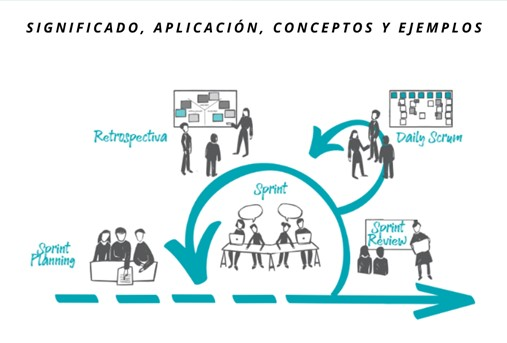 SIGNIFICADO, APLICACIÓN, CONCEPTOS Y EJEMPLOS
Retrospectiva
Daily Scrum
Sprint
Sprint
Planning
Sprint
Review